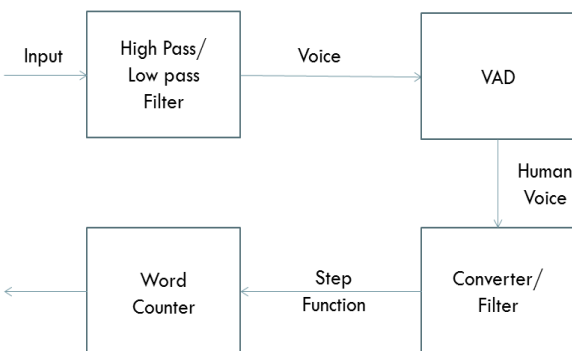 Input
High Pass/
Low pass
Filter
Voice
VAD
Human
Voice
Converter/
Filter
Step
Function
Word
Counter